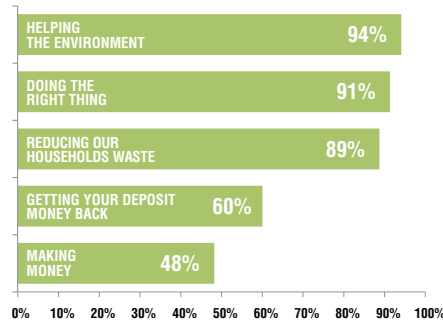 HELPING
THE ENVIRONMENT 94%
DOING THE
RIGHT THING 91%
REDUCING OUR
HOUSEHOLDS WASTE 89%
GETTING YOUR DEPOSIT
MONEY BACK 60%
MAKING
MONEY 48%
0% 10% 20% 30% 40% 50% 60% 70% 80% 90% 100%